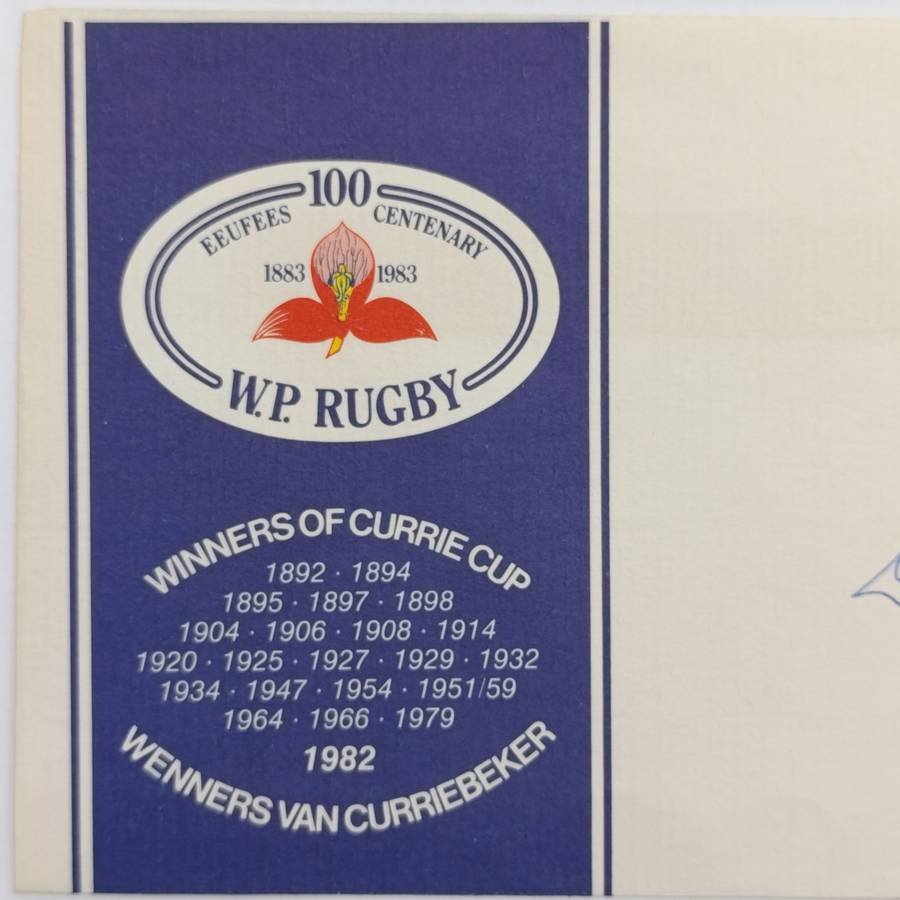 100
EEUFEES CENTENARY
1883 1983
W.P. RUGBY
WINNERS OF CURRIE CUP
1892 · 1894
1895 · 1897 · 1898
1904 · 1906 · 1908 · 1914
1920 · 1925 · 1927 · 1929 · 1932
1934 · 1947 · 1954 · 1951/59
1964 · 1966 · 1979
1982
WENNERS VAN CURRIEBEKER